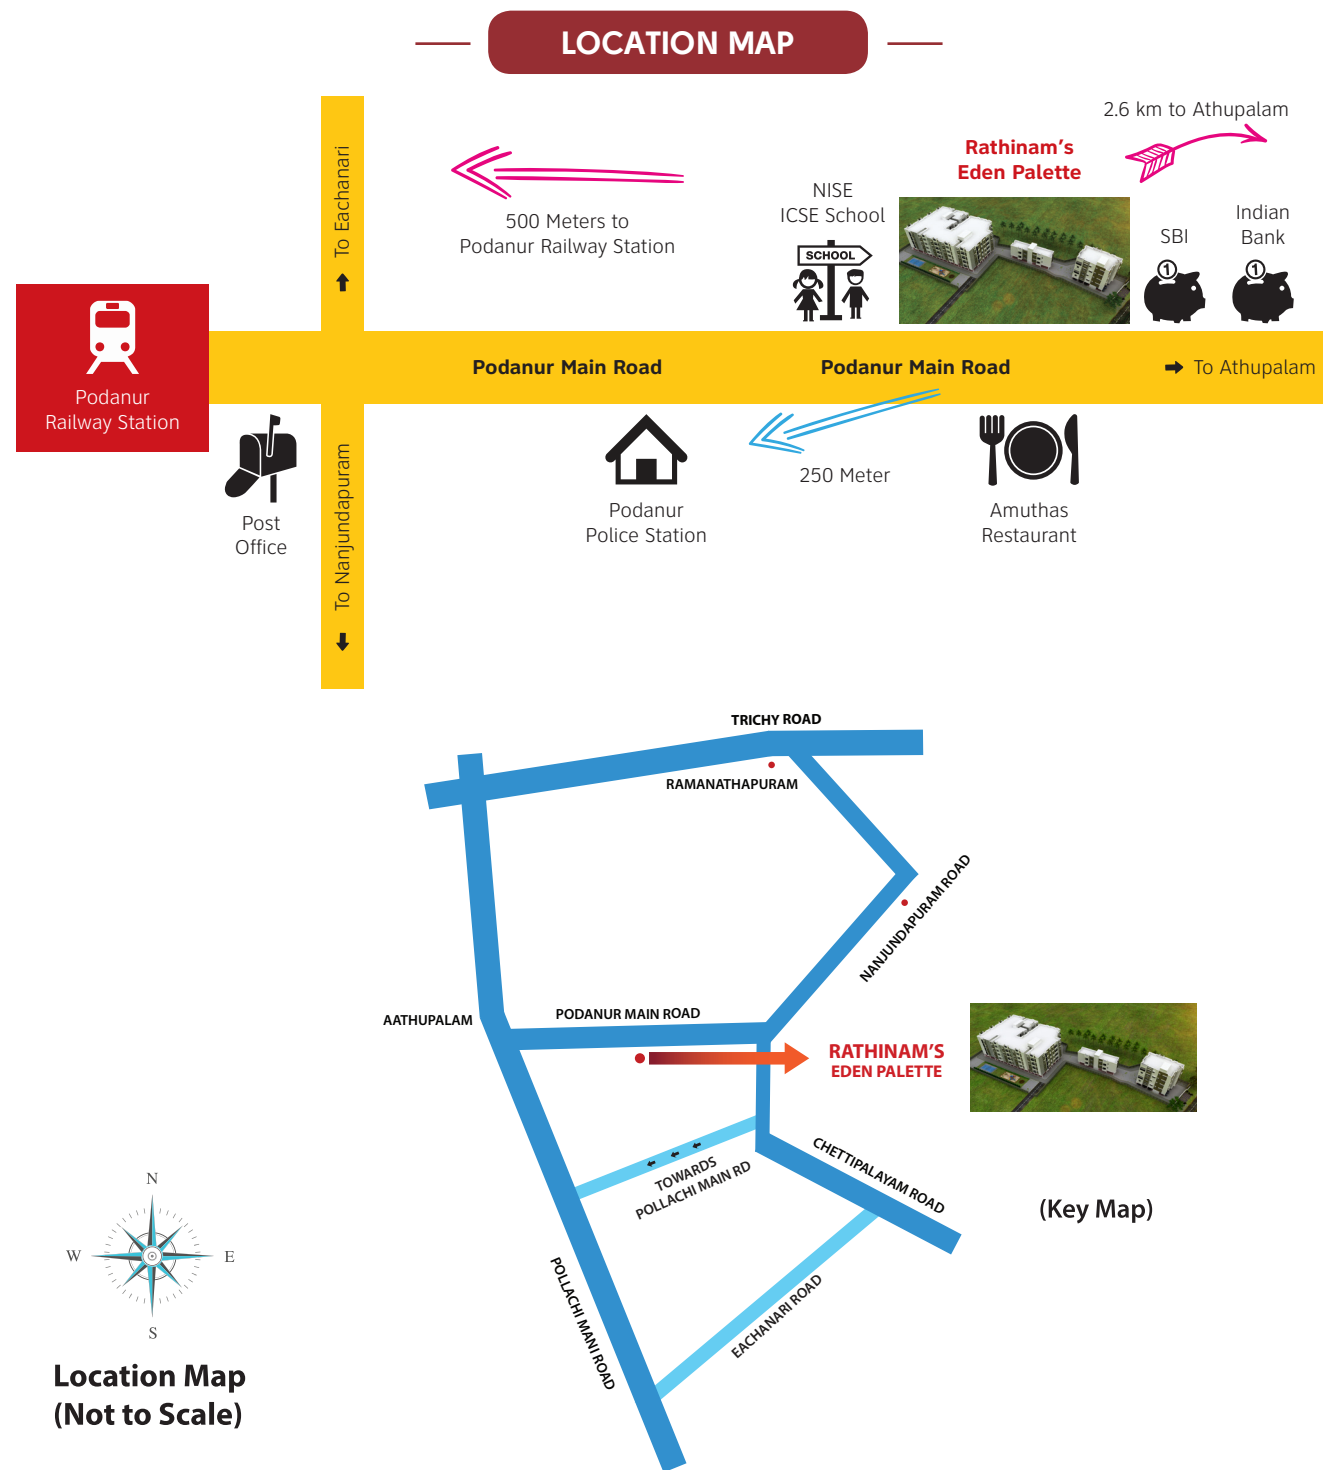 LOCATION MAP
2.6 km to Athupalam
Rathinam's
Eden Palette
NISE
ICSE School
SCHOOL
SBI
1
Indian
Bank
1
To Eachanari
500 Meters to
Podanur Railway Station
Podanur
Railway Station
Podanur Main Road
Podanur Main Road
To Athupalam
Post
Office
To Nanjundapuram
Podanur
Police Station
250 Meter
Amuthas
Restaurant
TRICHY ROAD
RAMANATHAPURAM
NANJUNDAPURAM ROAD
AATHUPALAM
PODANUR MAIN ROAD
RATHINAM'S
EDEN PALETTE
TOWARDS
POLLACHI MAIN RD
CHETTIPALAYAM ROAD
(Key Map)
POLLACHI MANI ROAD
EACHANARI ROAD
N
W
E
S
Location Map
(Not to Scale)